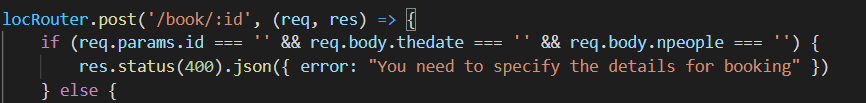 locRouter.post('/book/:id', (req, res) => {
if (req.params.id === '' && req.body.thedate === '' && req.body.npeople === '') {
res.status(400).json({ error: "You need to specify the details for booking" })
} else {